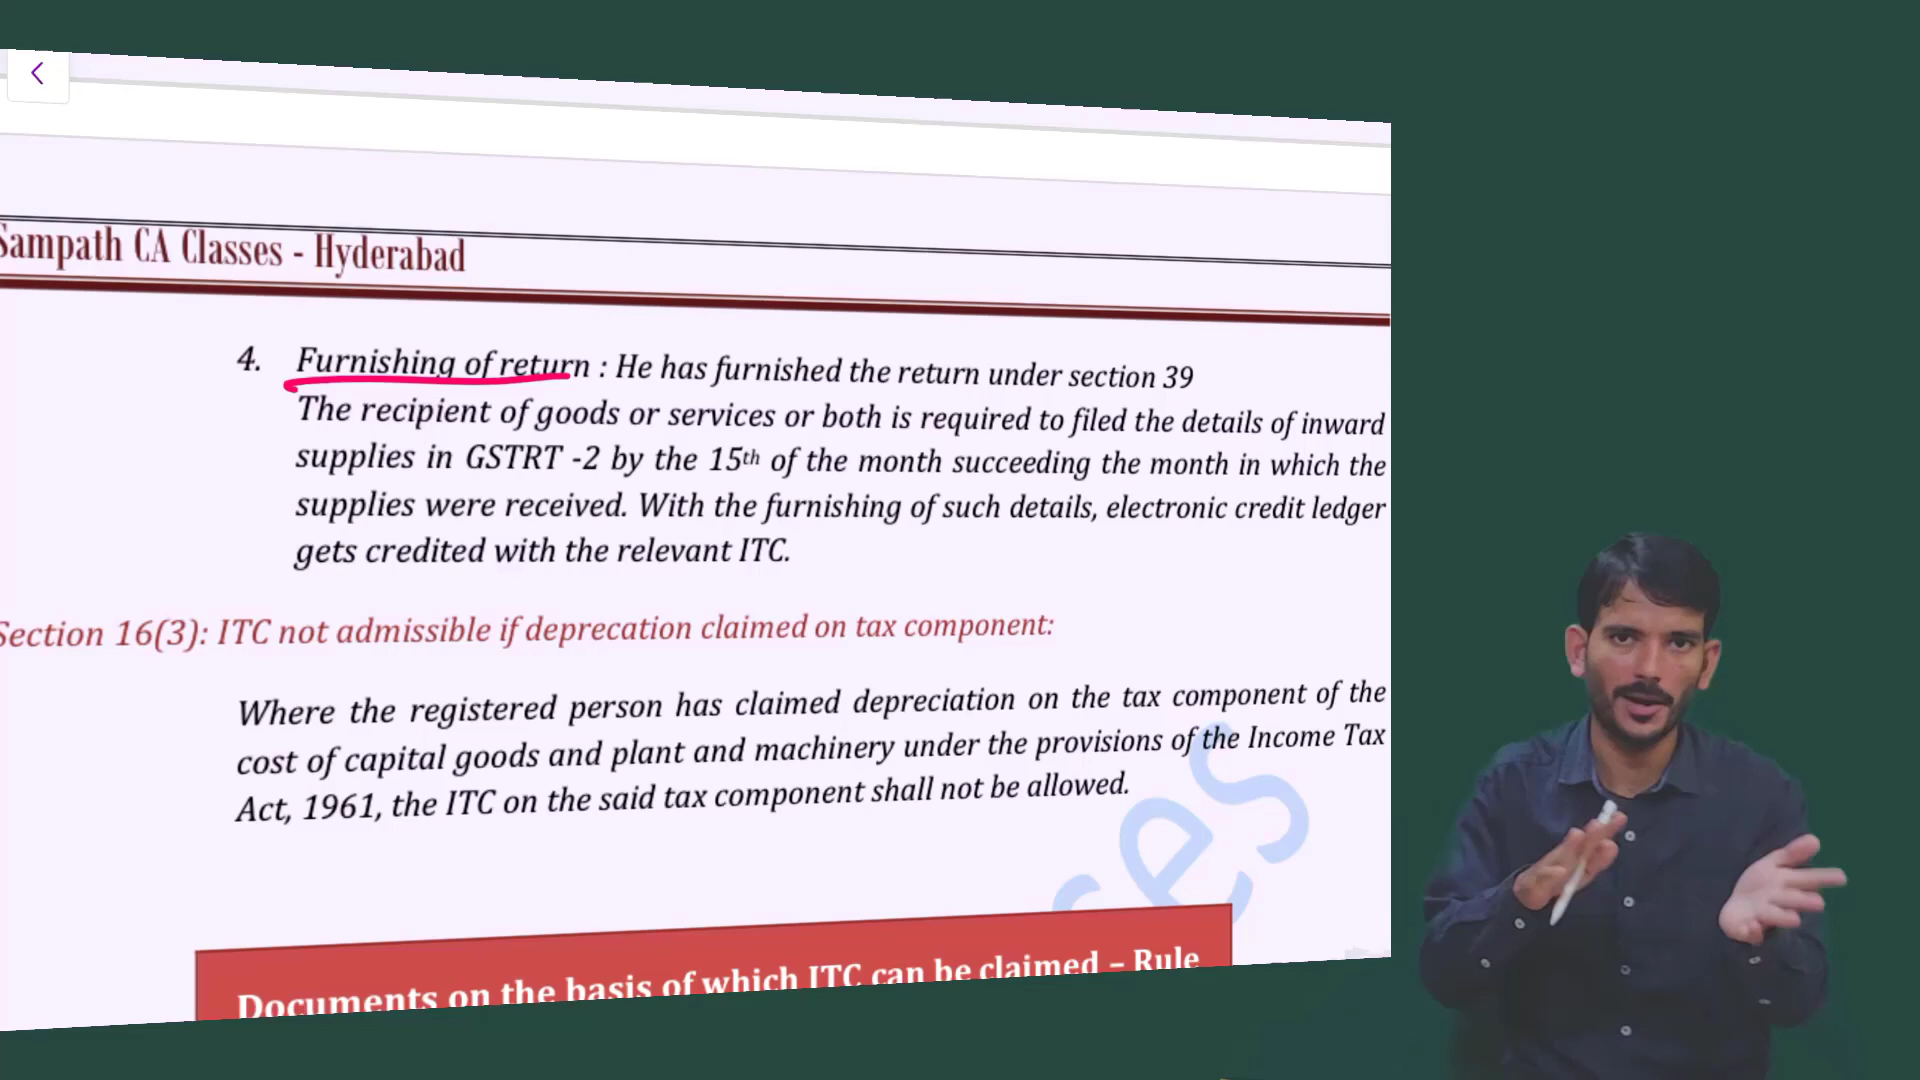 Sampath CA Classes - Hyderabad
4. Furnishing of return : He has furnished the return under section 39
The recipient of goods or services or both is required to filed the details of inward
supplies in GSTRT -2 by the 15th of the month succeeding the month in which the
supplies were received. With the furnishing of such details, electronic credit ledger
gets credited with the relevant ITC.
Section 16(3): ITC not admissible if deprecation claimed on tax component:
Where the registered person has claimed depreciation on the tax component of the
cost of capital goods and plant and machinery under the provisions of the Income Tax
Act, 1961, the ITC on the said tax component shall not be allowed.
ses
Documents on the basis of which ITC can be claimed – Rule